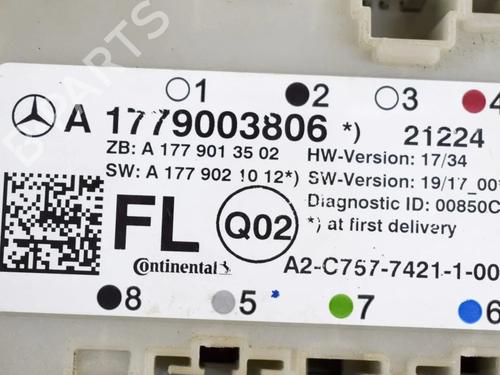 1 2 3 4
A 1779003806 *) 21224
ZB: A 177 901 35 02 HW-Version: 17/34
SW: A 177 902 10 12*) SW-Version: 19/17_00
Diagnostic ID: 00850C
FL Q02 *) at first delivery
Continental A2-C757-7421-1-00
8 5 7 6
B-PARTS